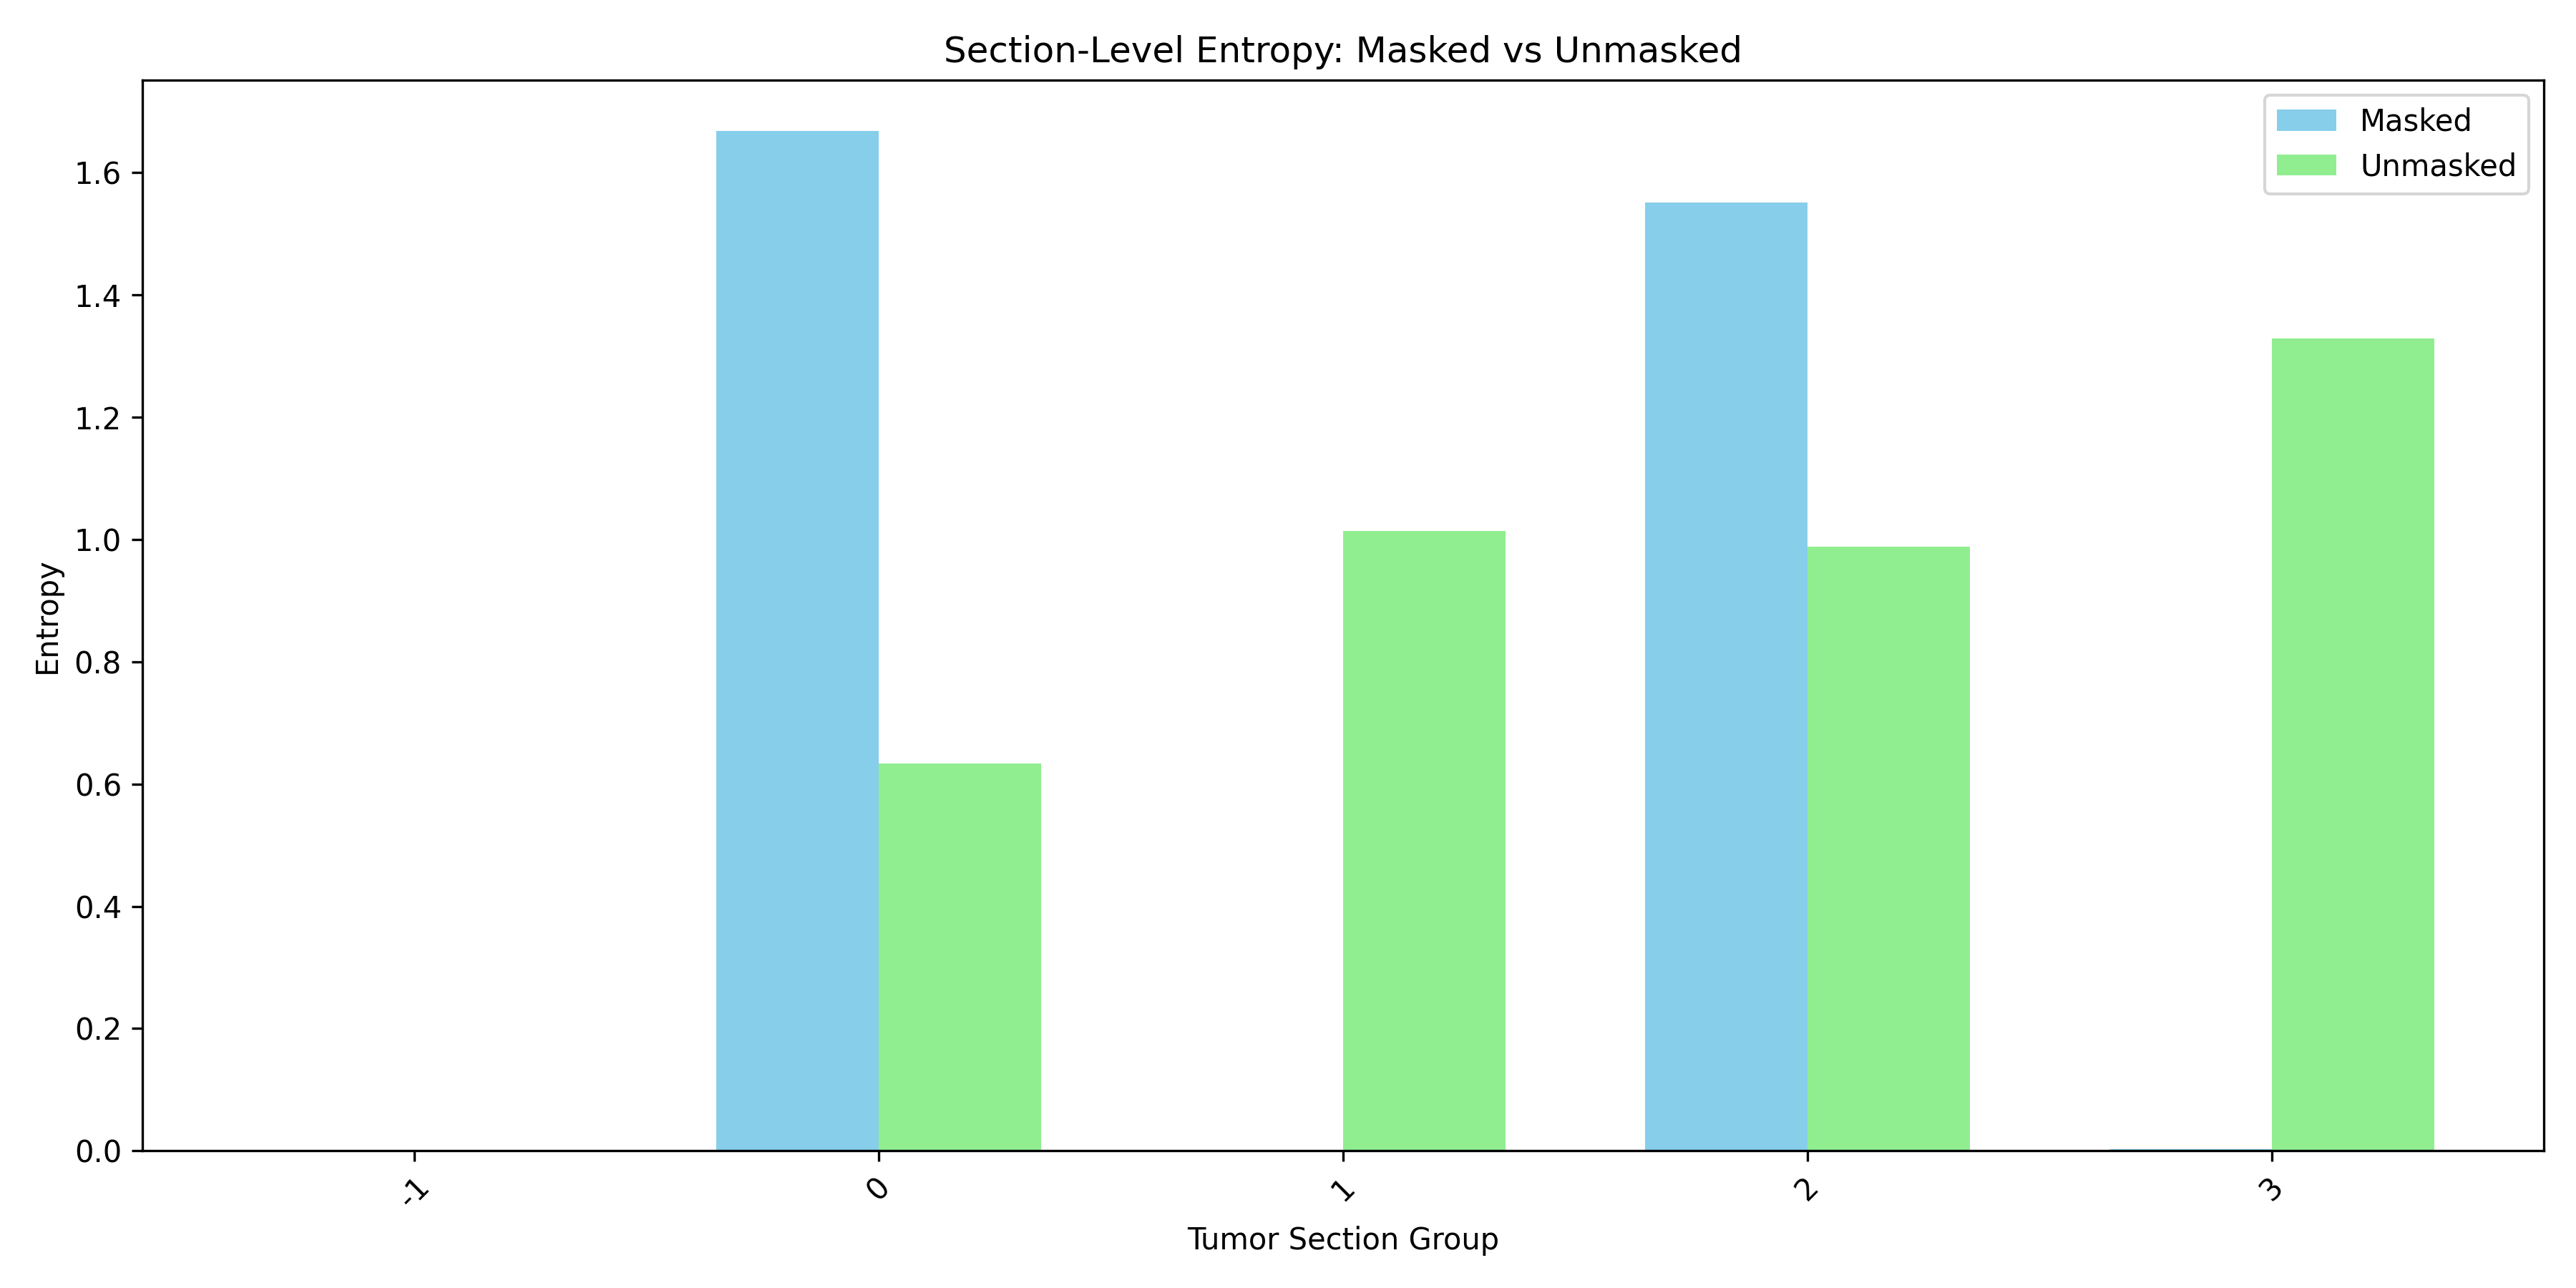 Section-Level Entropy: Masked vs Unmasked
Masked
Unmasked
Entropy
1.6
1.4
1.2
1.0
0.8
0.6
0.4
0.2
0.0
-1
0
1
2
3
Tumor Section Group